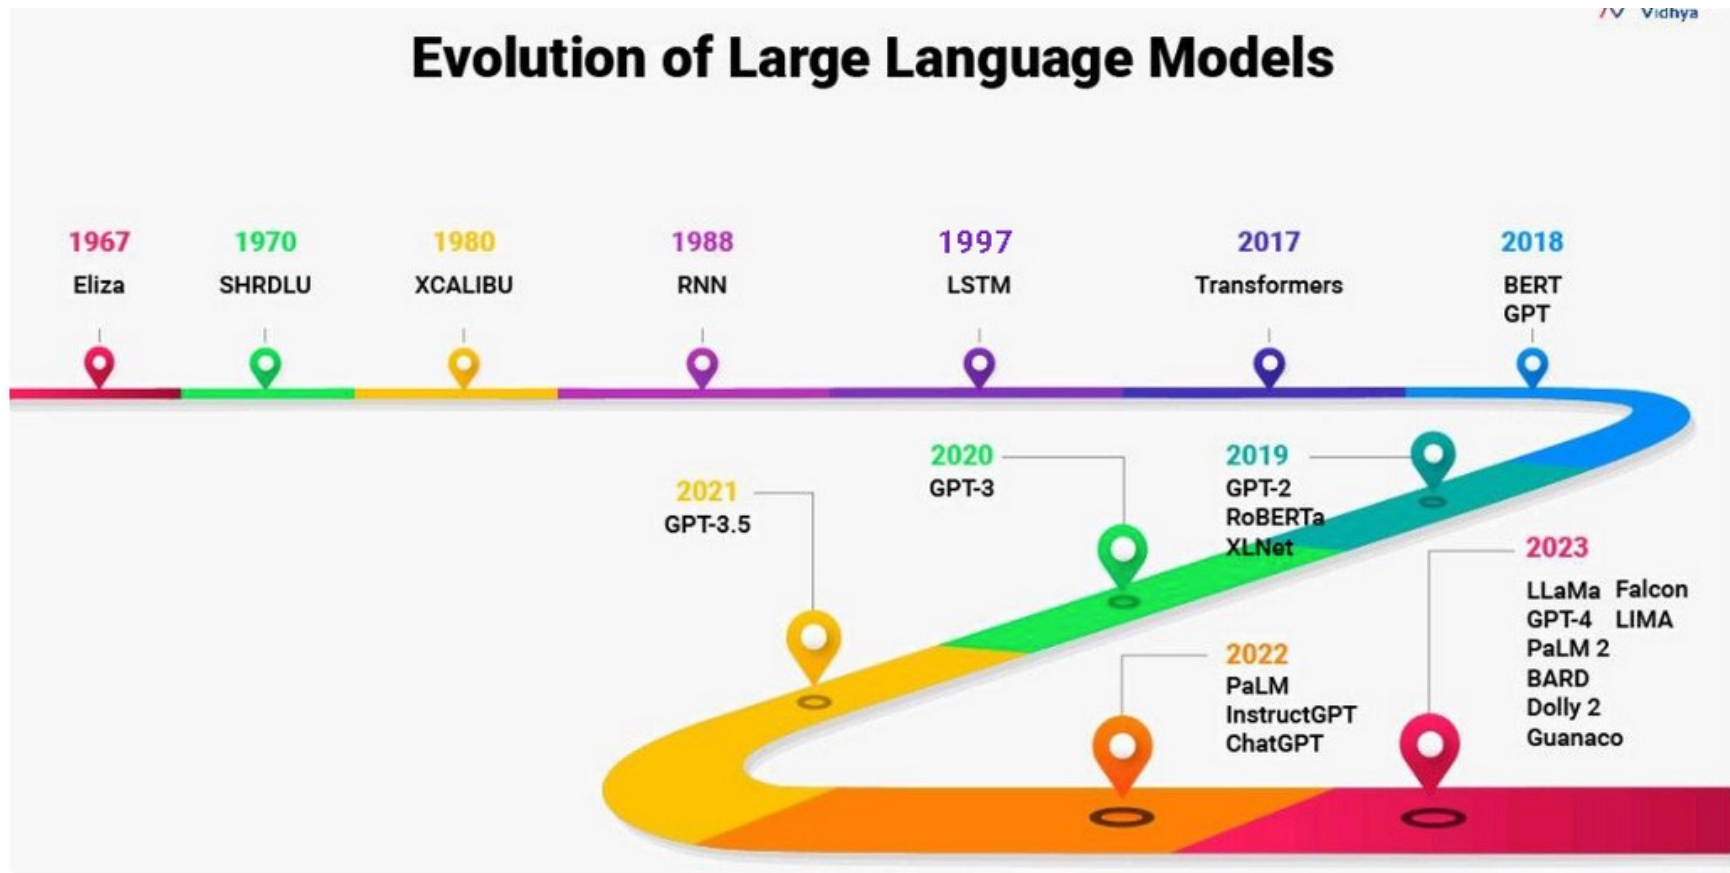 Vidhya
Evolution of Large Language Models
1967
Eliza
1970
SHRDLU
1980
XCALIBU
1988
RNN
1997
LSTM
2017
Transformers
2018
BERT
GPT
2019
GPT-2
RoBERTa
XLNet
2020
GPT-3
2021
GPT-3.5
2022
PaLM
InstructGPT
ChatGPT
2023
LLaMa Falcon
GPT-4 LIMA
PaLM 2
BARD
Dolly 2
Guanaco